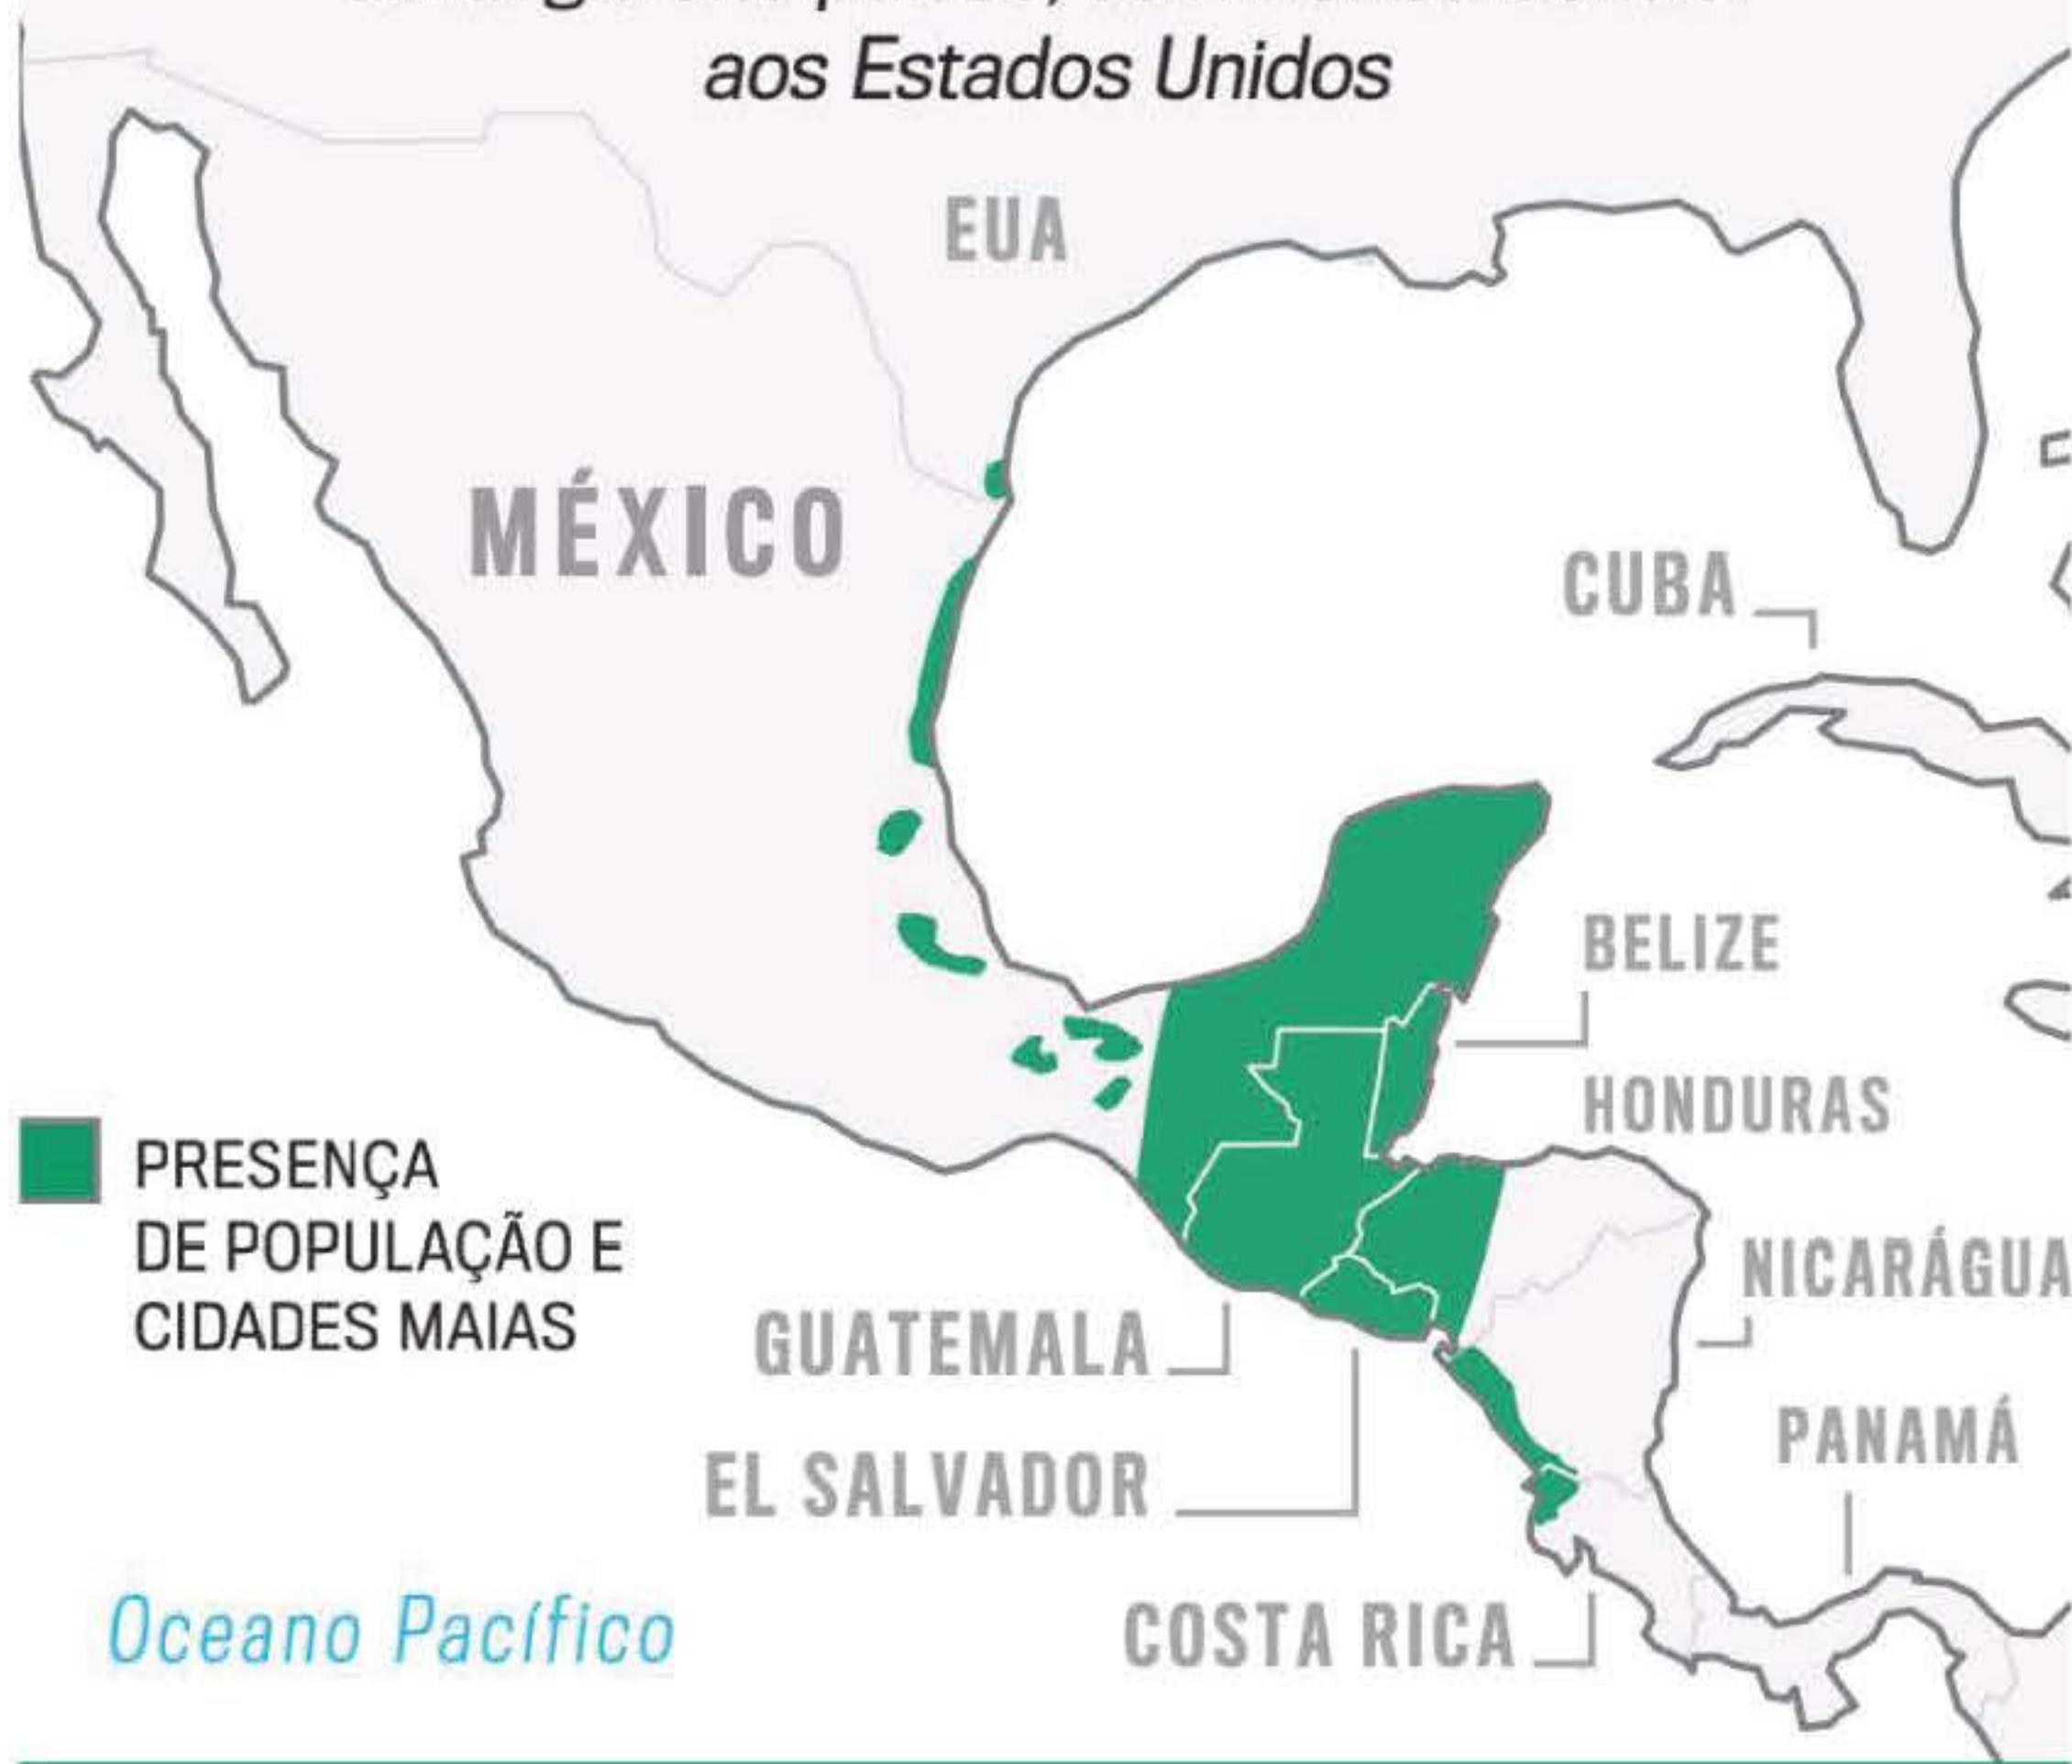 aos Estados Unidos
EUA
MÉXICO
CUBA
BELIZE
HONDURAS
PRESENÇA
DE POPULAÇÃO E
CIDADES MAIAS
NICARÁGUA
GUATEMALA
PANAMÁ
EL SALVADOR
Oceano Pacífico
COSTA RICA